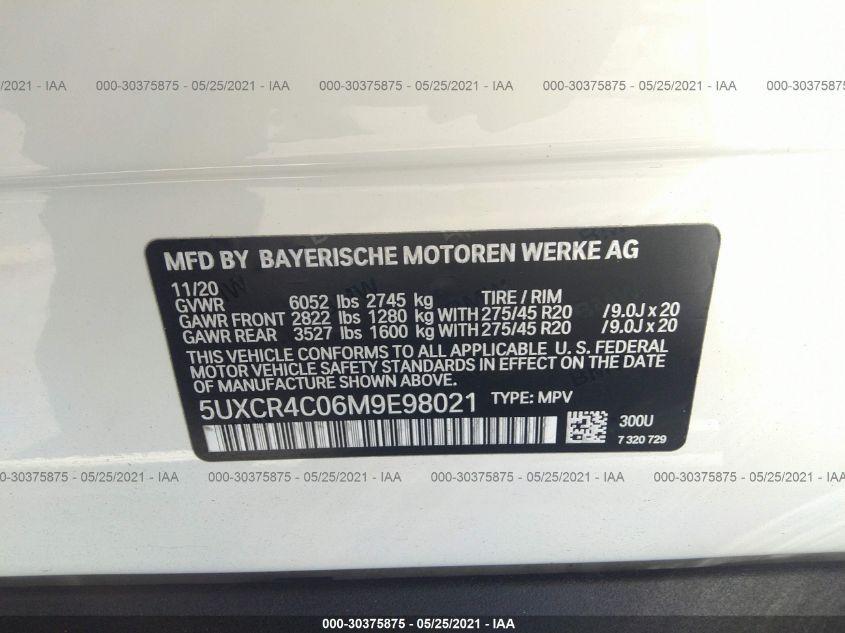 /2021 - IAA 000-30375875 - 05/25/2021 - IAA 000-30375875 - 05/25/2021 - IAA 000-30375875 - 05/25/2021 - IAA 000-3037587
MFD BY BAYERISCHE MOTOREN WERKE AG
11/20
GVWR 6052 lbs 2745 kg TIRE / RIM
GAWR FRONT 2822 lbs 1280 kg WITH 275/45 R20 / 9.0J x 20
GAWR REAR 3527 lbs 1600 kg WITH 275/45 R20 / 9.0J x 20
THIS VEHICLE CONFORMS TO ALL APPLICABLE U. S. FEDERAL
MOTOR VEHICLE SAFETY STANDARDS IN EFFECT ON THE DATE
OF MANUFACTURE SHOWN ABOVE.
5UXCR4C06M9E98021 TYPE: MPV
300U
7 320 729
/2021 - IAA 000-30375875 - 05/25/2021 - IAA 000-30375875 - 05/25/2021 - IAA 000-30375875 - 05/25/2021 - IAA 000-3037587
000-30375875 - 05/25/2021 - IAA